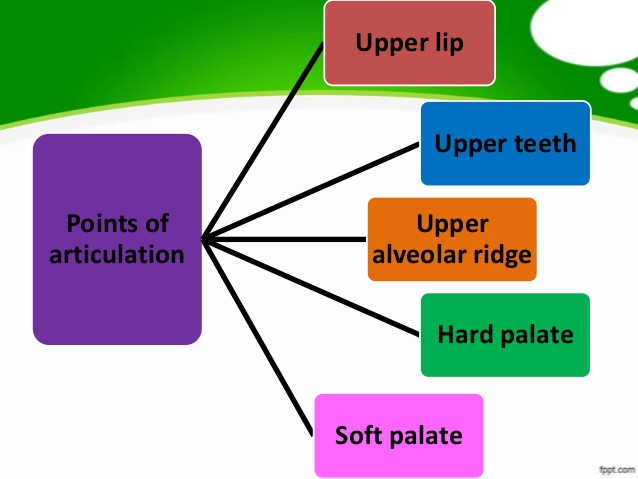 Upper lip
Upper teeth
Points of
articulation
Upper
alveolar ridge
Hard palate
Soft palate
fppt.com